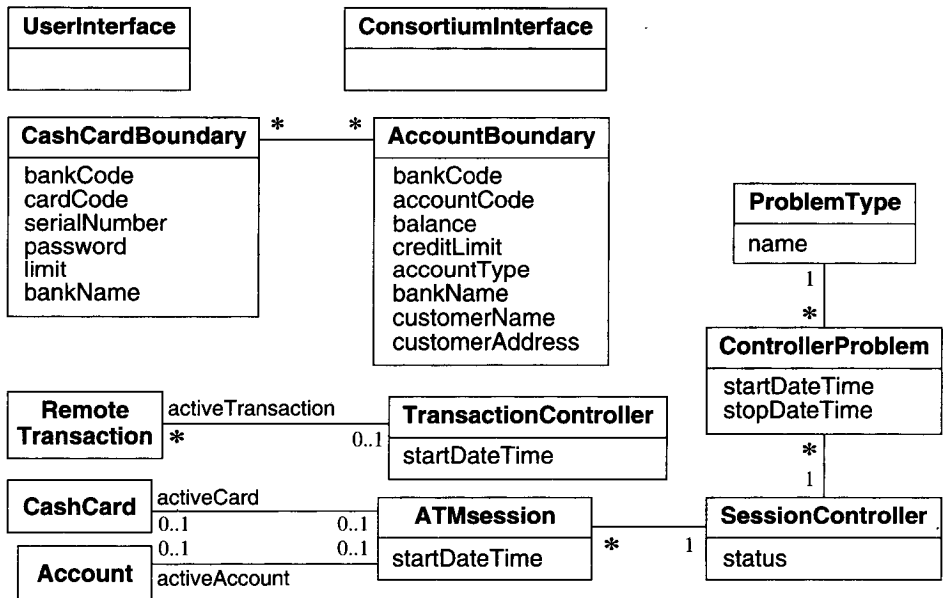 UserInterface
ConsortiumInterface
CashCardBoundary
* *
AccountBoundary
bankCode
cardCode
serialNumber
password
limit
bankName
bankCode
accountCode
balance
creditLimit
accountType
bankName
customerName
customerAddress
ProblemType
name
1
*
ControllerProblem
startDateTime
stopDateTime
*
1
Remote
Transaction
activeTransaction
*
0..1
TransactionController
startDateTime
CashCard
activeCard
0..1 0..1
Account
0..1 0..1
activeAccount
ATMsession
startDateTime
* 1
SessionController
status